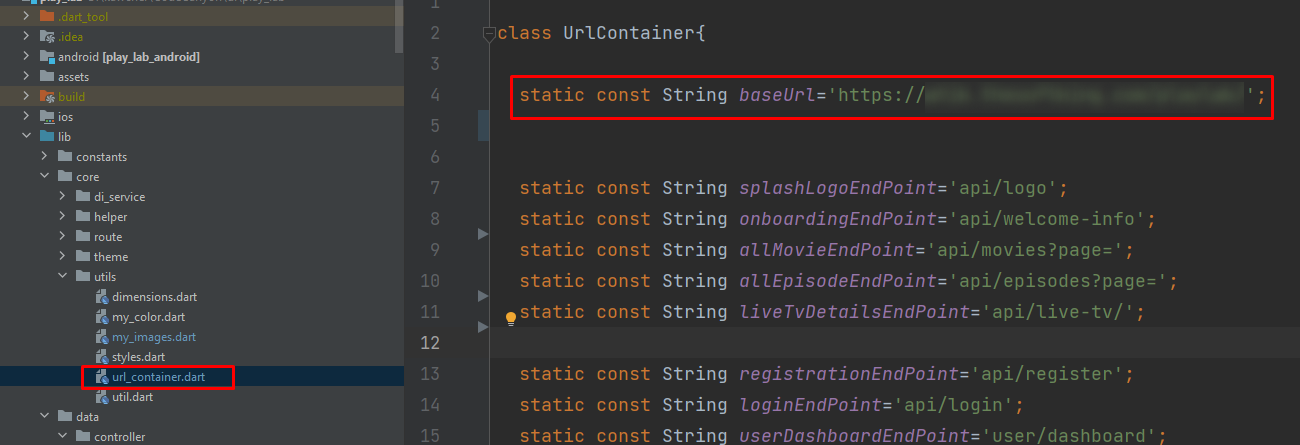 .dart_tool
.idea
android [play_lab_android]
assets
build
ios
lib
constants
core
di_service
helper
route
theme
utils
dimensions.dart
my_color.dart
my_images.dart
styles.dart
url_container.dart
util.dart
data
controller
1
2 class UrlContainer{
3
4 static const String baseUrl='https:// ';
5
6
7 static const String splashLogoEndPoint='api/logo';
8 static const String onboardingEndPoint='api/welcome-info';
9 static const String allMovieEndPoint='api/movies?page=';
10 static const String allEpisodeEndPoint='api/episodes?page=';
11 static const String liveTvDetailsEndPoint='api/live-tv/';
12
13 static const String registrationEndPoint='api/register';
14 static const String loginEndPoint='api/login';
15 static const String userDashboardEndPoint='user/dashboard';